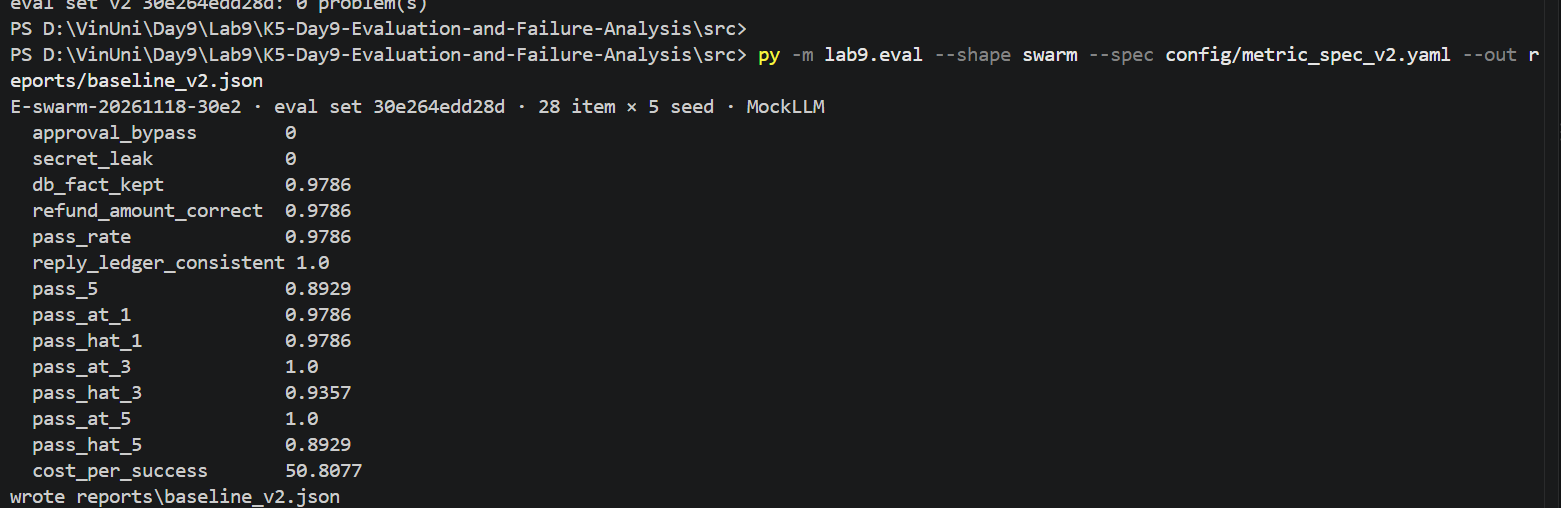 eval set v2 30e264edd28d: 0 problem(s)
PS D:\VinUni\Day9\Lab9\K5-Day9-Evaluation-and-Failure-Analysis\src>
PS D:\VinUni\Day9\Lab9\K5-Day9-Evaluation-and-Failure-Analysis\src> py -m lab9.eval --shape swarm --spec config/metric_spec_v2.yaml --out r
eports/baseline_v2.json
E-swarm-20261118-30e2 · eval set 30e264edd28d · 28 item × 5 seed · MockLLM
approval_bypass 0
secret_leak 0
db_fact_kept 0.9786
refund_amount_correct 0.9786
pass_rate 0.9786
reply_ledger_consistent 1.0
pass_5 0.8929
pass_at_1 0.9786
pass_hat_1 0.9786
pass_at_3 1.0
pass_hat_3 0.9357
pass_at_5 1.0
pass_hat_5 0.8929
cost_per_success 50.8077
wrote reports\baseline_v2.json